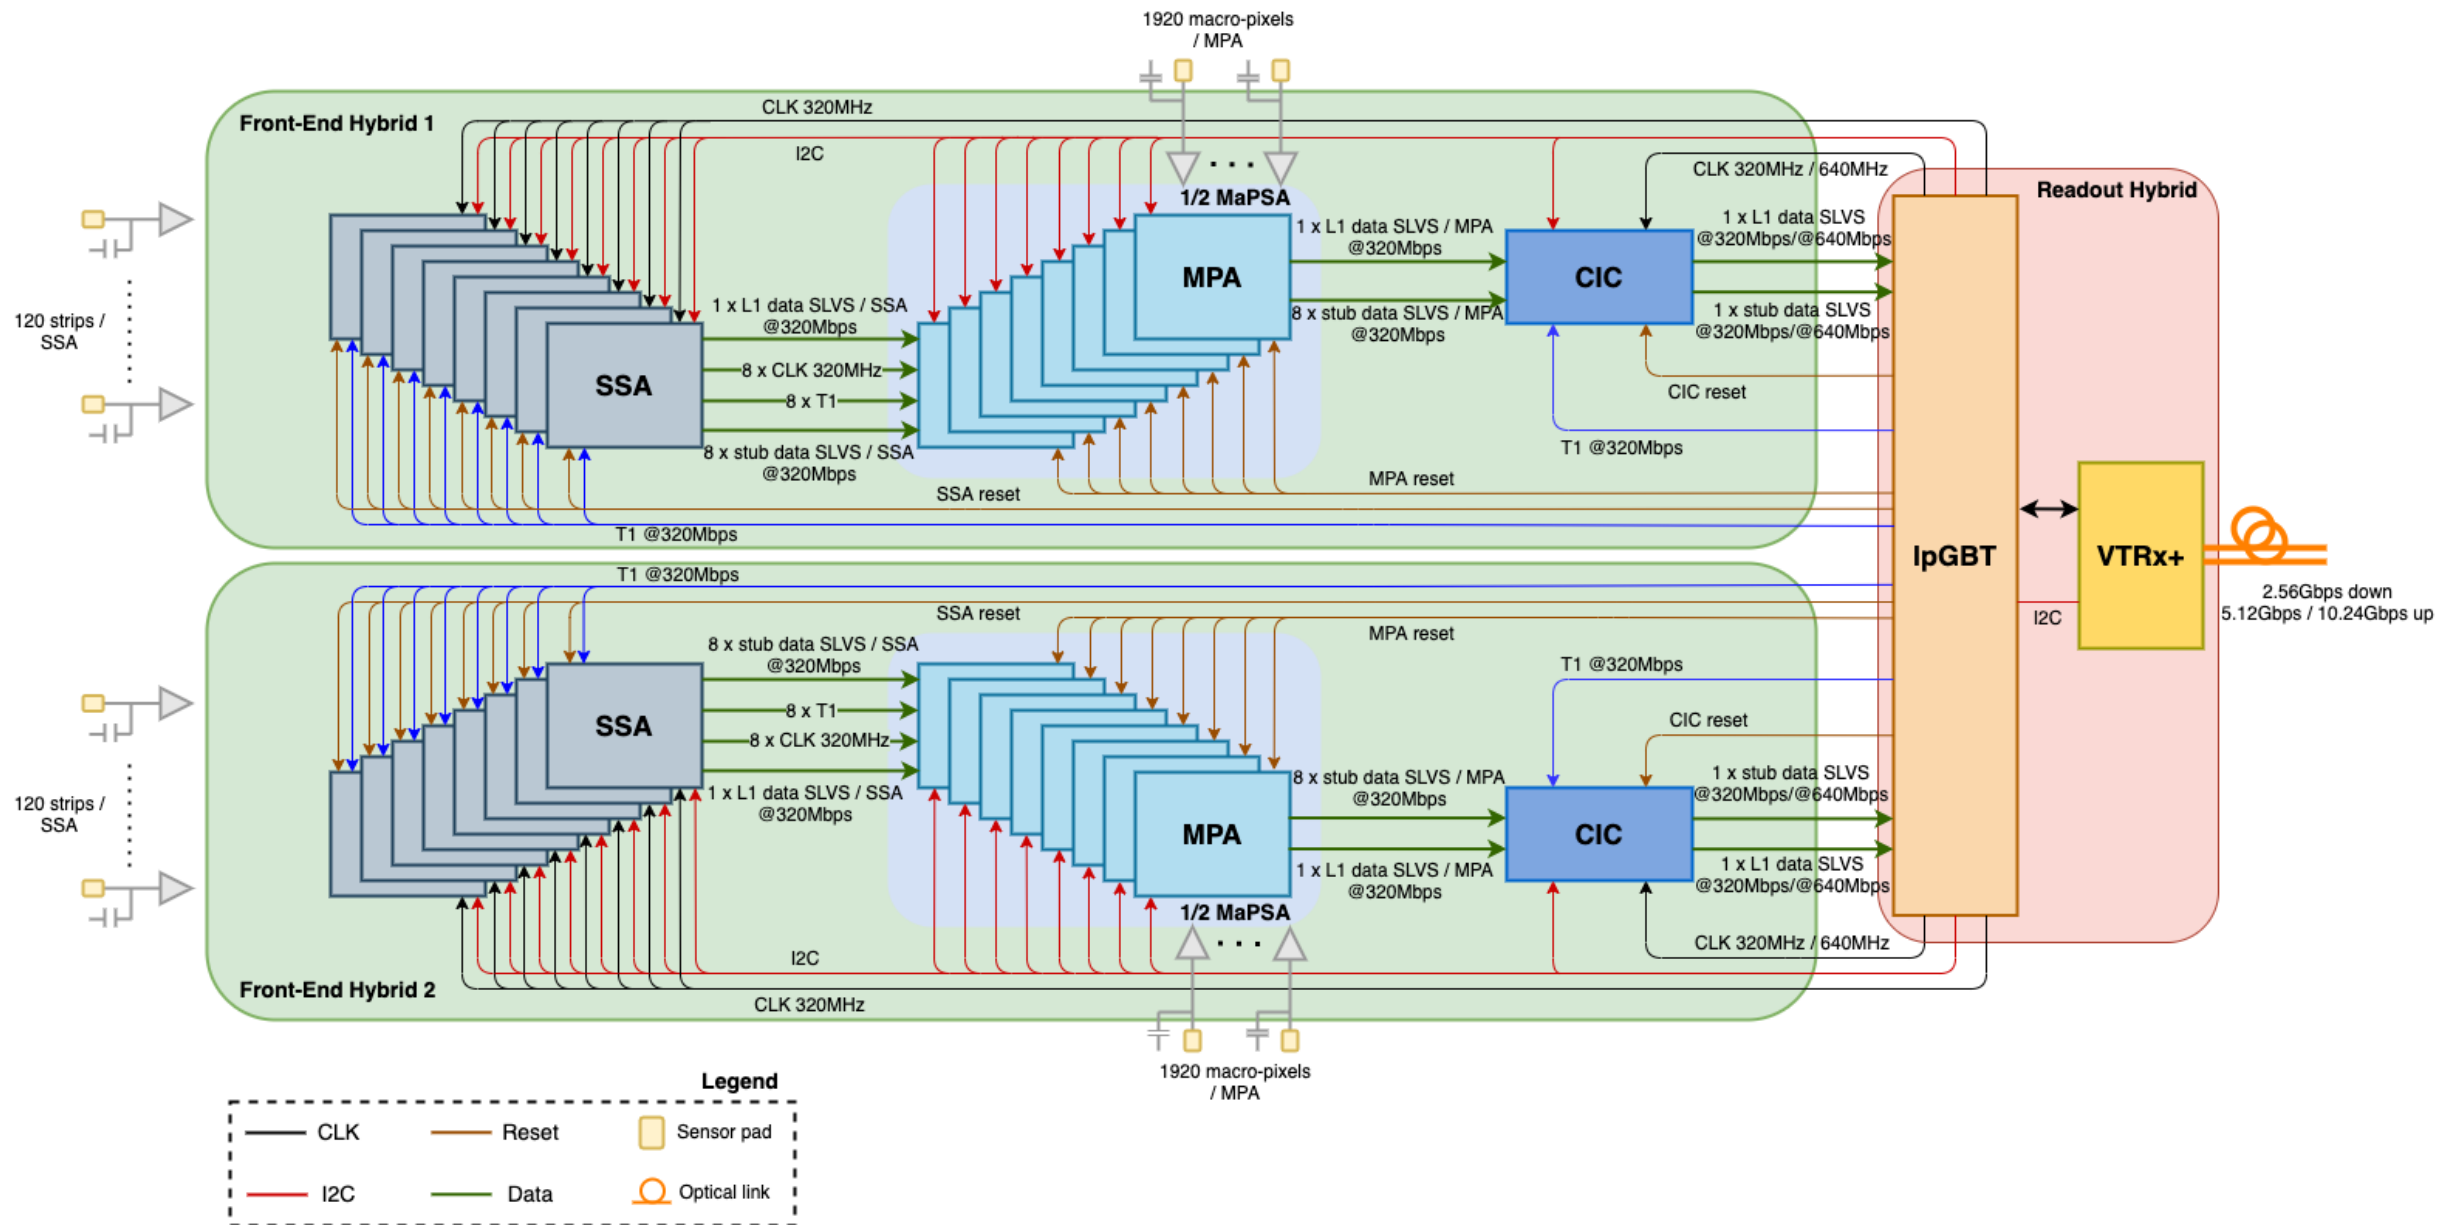 1920 macro-pixels
/ MPA
CLK 320MHz
Front-End Hybrid 1
I2C
CLK 320MHz / 640MHz
Readout Hybrid
1/2 MaPSA
1 x L1 data SLVS / MPA
@320Mbps
1 x L1 data SLVS
@320Mbps/@640Mbps
MPA
CIC
120 strips /
SSA
1 x L1 data SLVS / SSA
@320Mbps
8 x stub data SLVS / MPA
@320Mbps
1 x stub data SLVS
@320Mbps/@640Mbps
SSA
8 x CLK 320MHz
8 x T1
CIC reset
8 x stub data SLVS / SSA
@320Mbps
T1 @320Mbps
MPA reset
SSA reset
T1 @320Mbps
lpGBT
VTRx+
T1 @320Mbps
2.56Gbps down
5.12Gbps / 10.24Gbps up
I2C
SSA reset
MPA reset
8 x stub data SLVS / SSA
@320Mbps
T1 @320Mbps
SSA
8 x T1
CIC reset
8 x CLK 320MHz
120 strips /
SSA
1 x L1 data SLVS / SSA
@320Mbps
8 x stub data SLVS / MPA
@320Mbps
1 x stub data SLVS
@320Mbps/@640Mbps
MPA
CIC
1 x L1 data SLVS / MPA
@320Mbps
1 x L1 data SLVS
@320Mbps/@640Mbps
1/2 MaPSA
CLK 320MHz / 640MHz
I2C
Front-End Hybrid 2
CLK 320MHz
1920 macro-pixels
/ MPA
Legend
CLK
Reset
Sensor pad
I2C
Data
Optical link